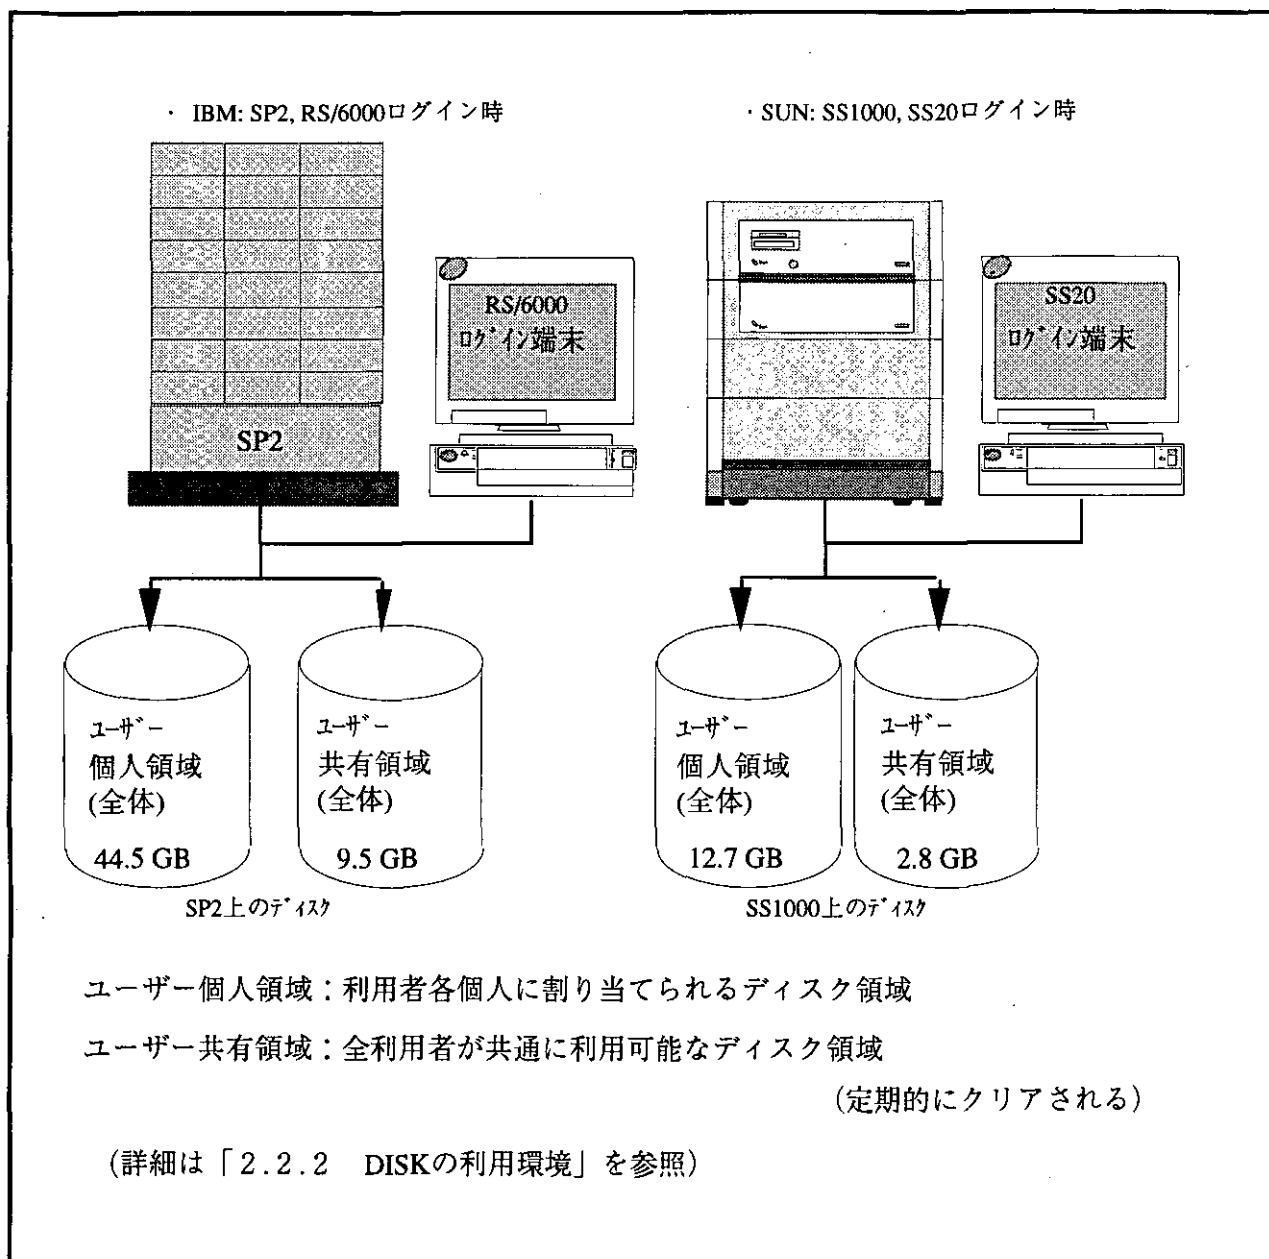 ・ IBM: SP2, RS/6000ログイン時
・SUN: SS1000, SS20ログイン時
RS/6000
ﾛｸﾞｲﾝ端末
SP2
SS20
ﾛｸﾞｲﾝ端末
ﾕｰｻﾞｰ
個人領域
(全体)
44.5 GB
ﾕｰｻﾞｰ
共有領域
(全体)
9.5 GB
SP2上のﾃﾞｨｽｸ
ﾕｰｻﾞｰ
個人領域
(全体)
12.7 GB
ﾕｰｻﾞｰ
共有領域
(全体)
2.8 GB
SS1000上のﾃﾞｨｽｸ
ユーザー個人領域：利用者各個人に割り当てられるディスク領域
ユーザー共有領域：全利用者が共通に利用可能なディスク領域
(定期的にクリアされる)
(詳細は「２.２.２　DISKの利用環境」を参照)